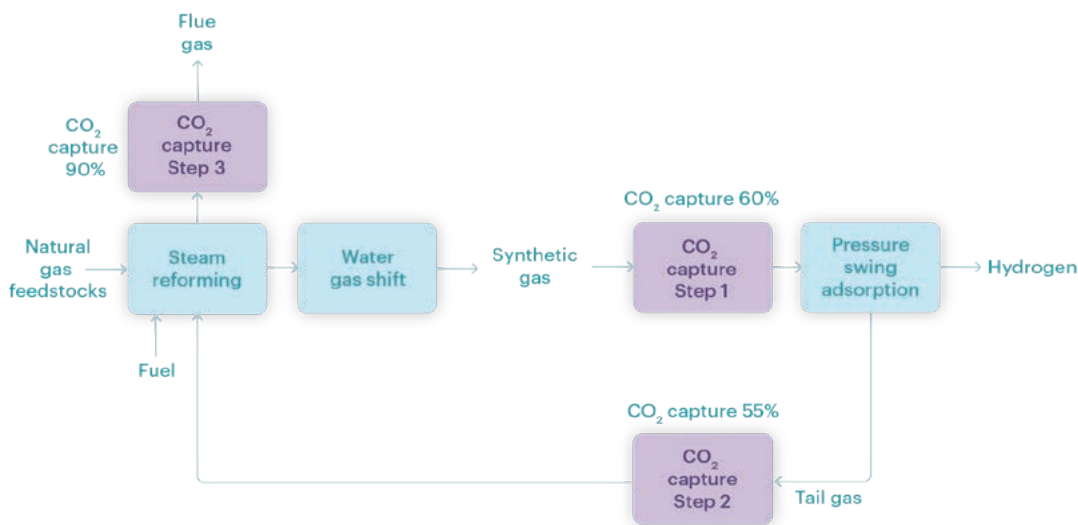 Flue
gas
CO₂
capture
90%
CO₂
capture
Step 3
Natural
gas
feedstocks
Steam
reforming
Water
gas shift
Synthetic
gas
CO₂ capture 60%
CO₂
capture
Step 1
Pressure
swing
adsorption
Hydrogen
Fuel
CO₂ capture 55%
CO₂
capture
Step 2
Tail gas